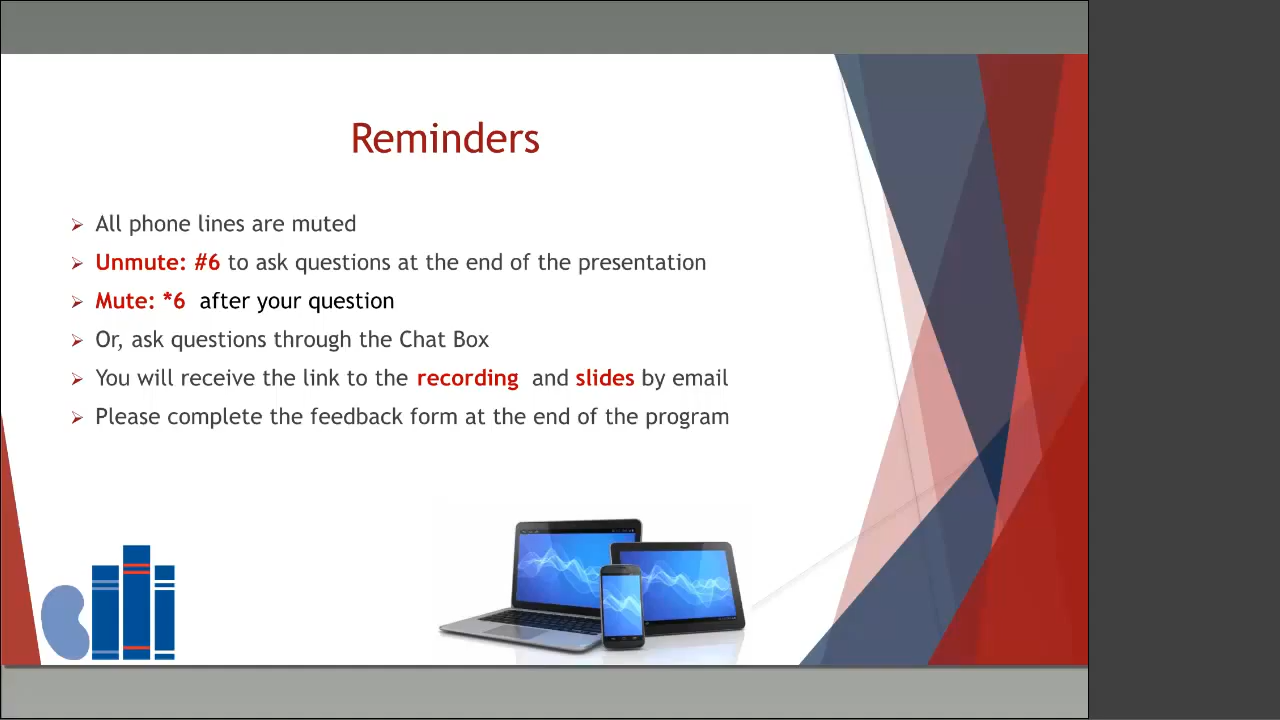 Reminders
All phone lines are muted
Unmute: #6 to ask questions at the end of the presentation
Mute: *6 after your question
Or, ask questions through the Chat Box
You will receive the link to the recording and slides by email
Please complete the feedback form at the end of the program